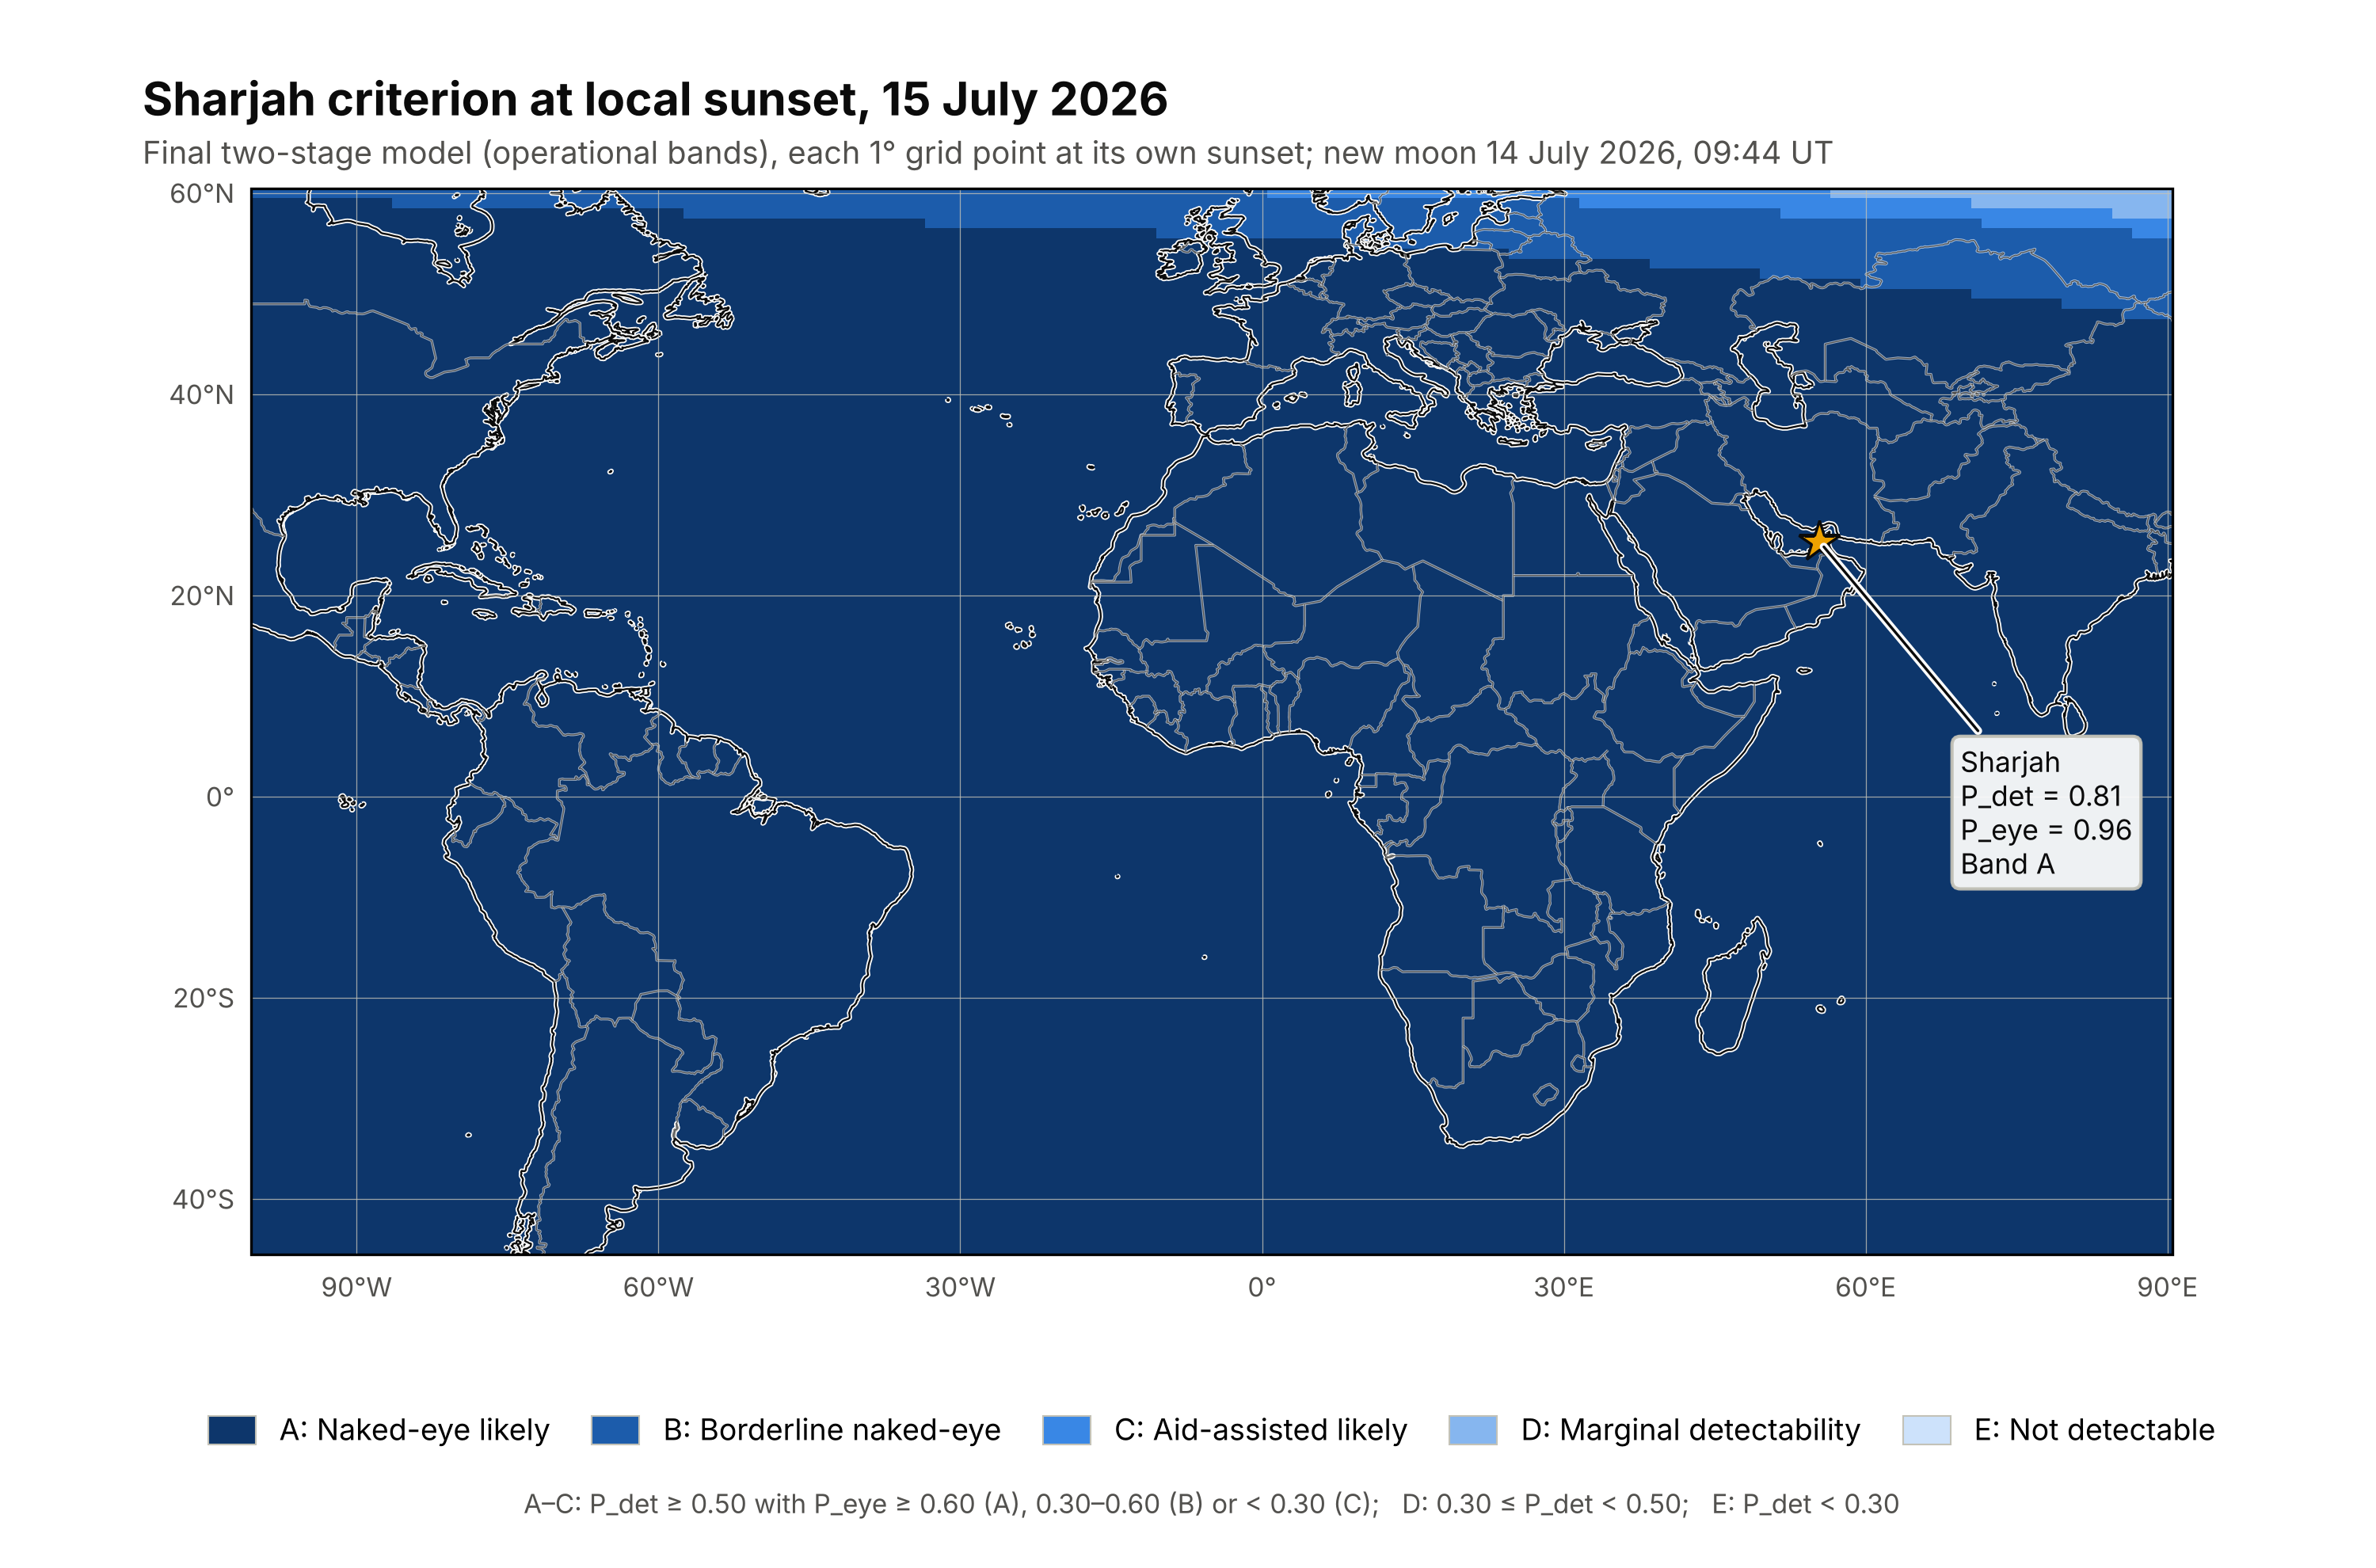 Sharjah criterion at local sunset, 15 July 2026
Final two-stage model (operational bands), each 1° grid point at its own sunset; new moon 14 July 2026, 09:44 UT
60°N
40°N
20°N
0°
20°S
40°S
Sharjah
P_det = 0.81
P_eye = 0.96
Band A
90°W 60°W 30°W 0° 30°E 60°E 90°E
A: Naked-eye likely B: Borderline naked-eye C: Aid-assisted likely D: Marginal detectability E: Not detectable
A–C: P_det ≥ 0.50 with P_eye ≥ 0.60 (A), 0.30–0.60 (B) or < 0.30 (C); D: 0.30 ≤ P_det < 0.50; E: P_det < 0.30